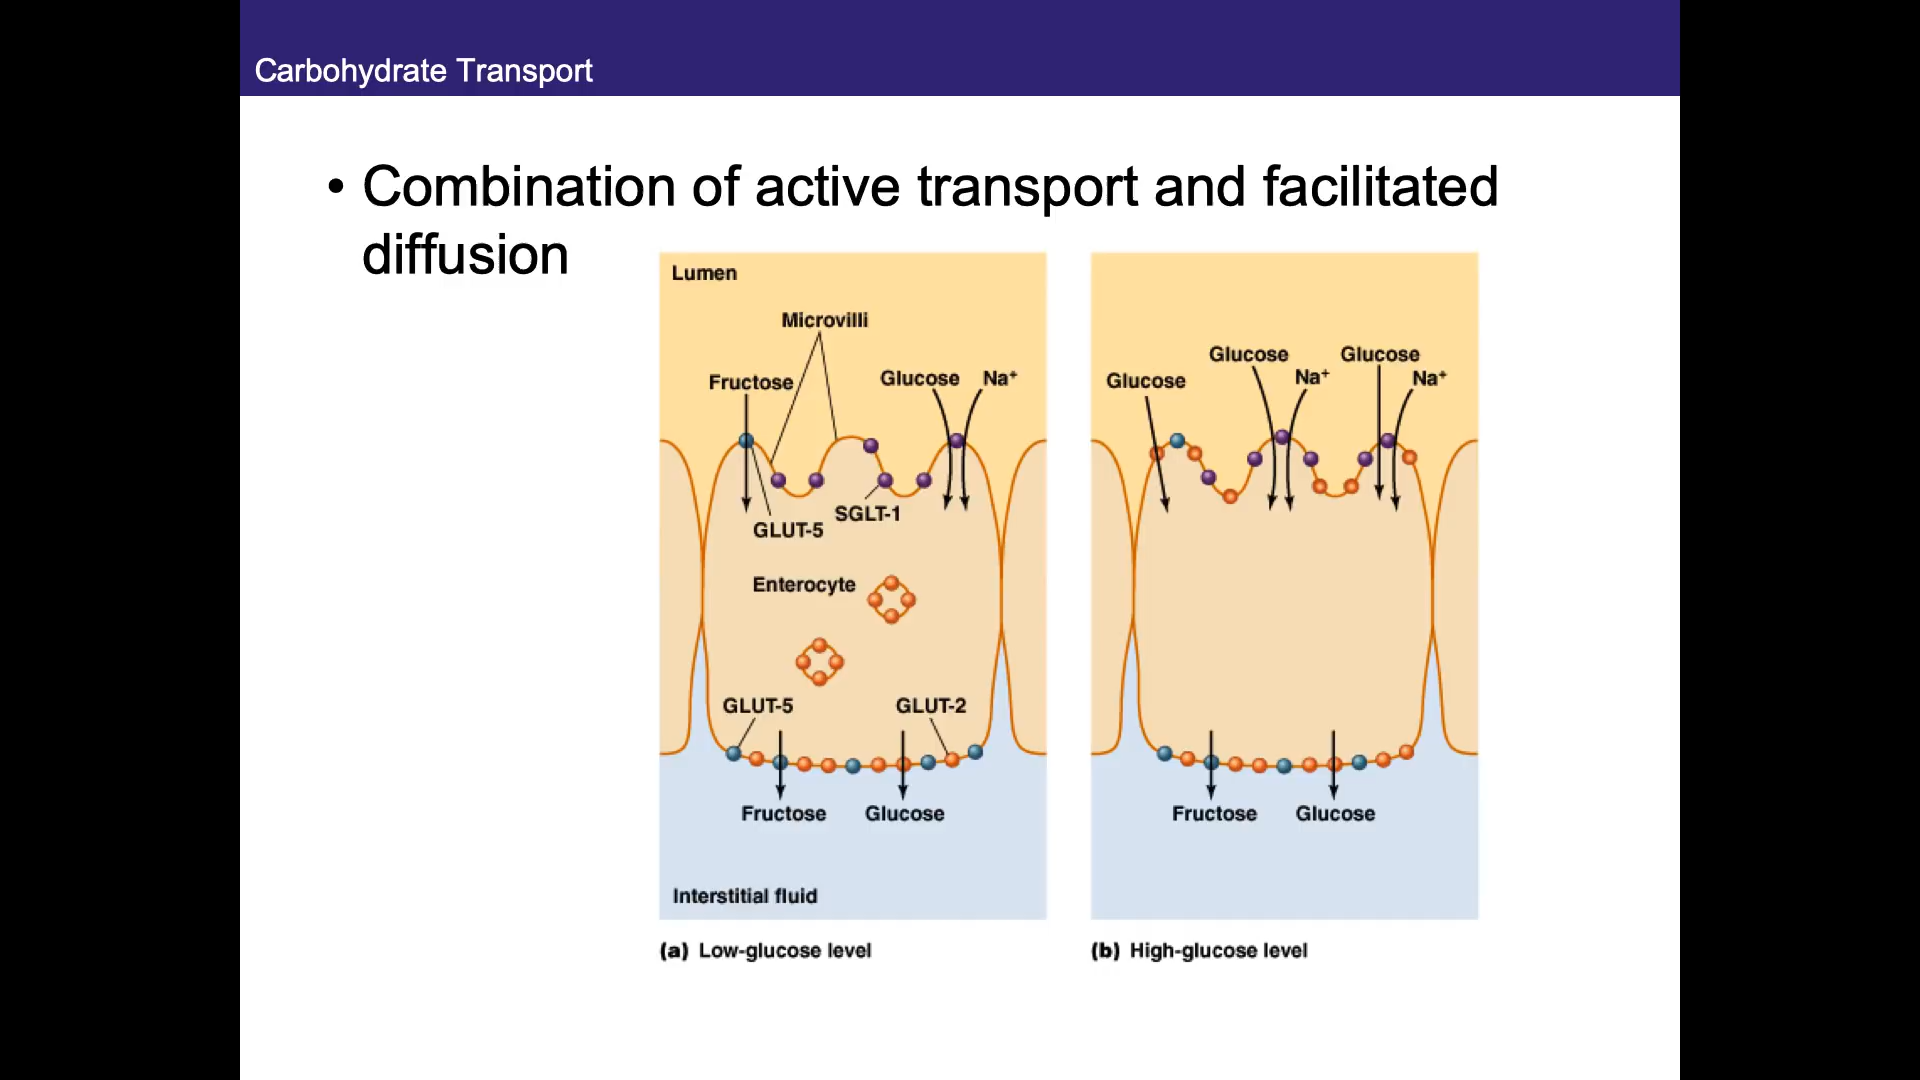 Carbohydrate Transport
• Combination of active transport and facilitated
diffusion
Lumen
Microvilli
Fructose
Glucose
Na⁺
GLUT-5
SGLT-1
Enterocyte
GLUT-5
GLUT-2
Fructose
Glucose
Interstitial fluid
(a) Low-glucose level
Glucose
Glucose
Na⁺
Glucose
Na⁺
Fructose
Glucose
(b) High-glucose level